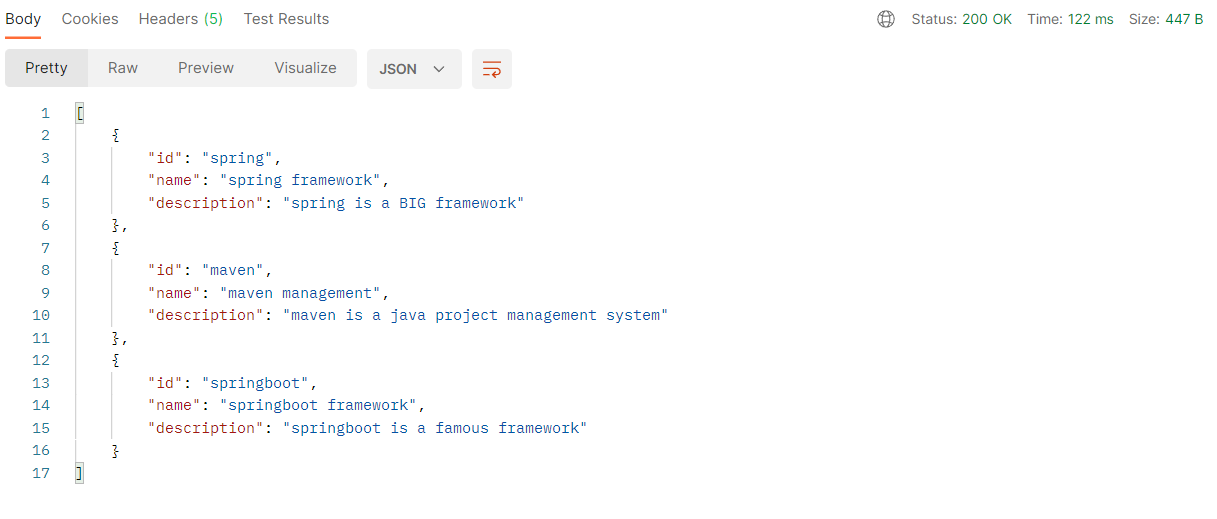 Body Cookies Headers (5) Test Results Status: 200 OK Time: 122 ms Size: 447 B
Pretty Raw Preview Visualize JSON
1 [
2 {
3 "id": "spring",
4 "name": "spring framework",
5 "description": "spring is a BIG framework"
6 },
7 {
8 "id": "maven",
9 "name": "maven management",
10 "description": "maven is a java project management system"
11 },
12 {
13 "id": "springboot",
14 "name": "springboot framework",
15 "description": "springboot is a famous framework"
16 }
17 ]